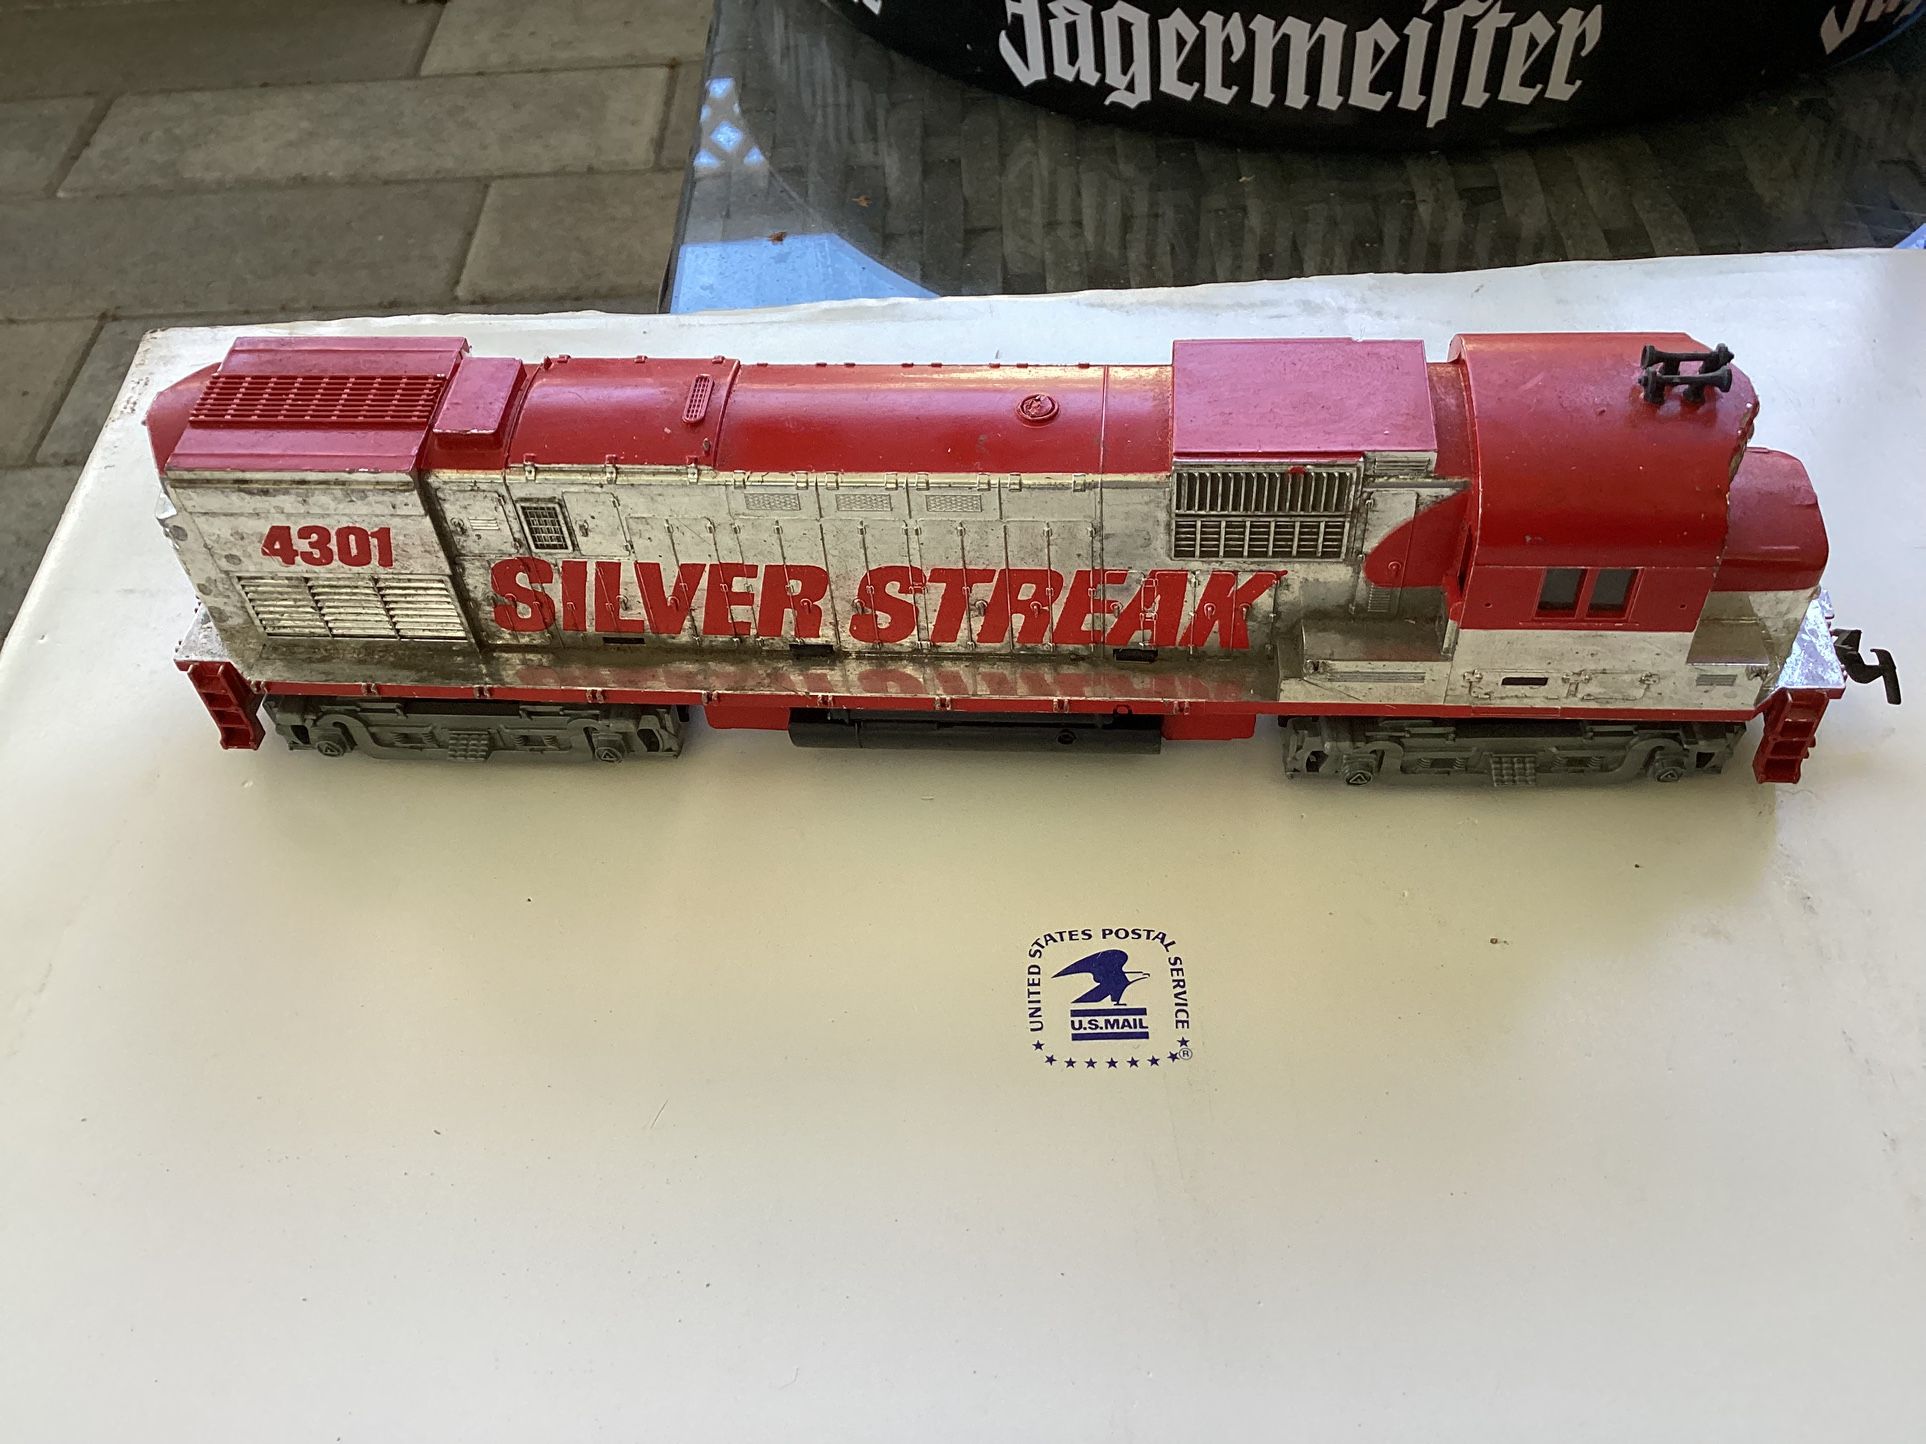 Jägermeiſter
4301
SILVER STREAK
UNITED STATES POSTAL SERVICE
U.S.MAIL
®